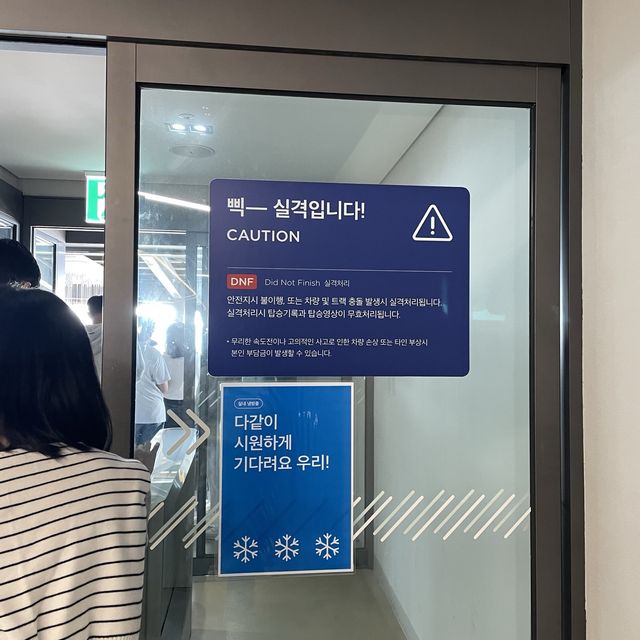 삑— 실격입니다!
CAUTION
DNF Did Not Finish 실격처리
안전지시 불이행, 또는 차량 및 트랙 충돌 발생시 실격처리됩니다.
실격처리시 탑승기록과 탑승영상이 무효처리됩니다.
• 무리한 속도전이나 고의적인 사고로 인한 차량 손상 또는 타인 부상시
본인 부담금이 발생할 수 있습니다.
실내 냉방중
다같이
시원하게
기다려요 우리!